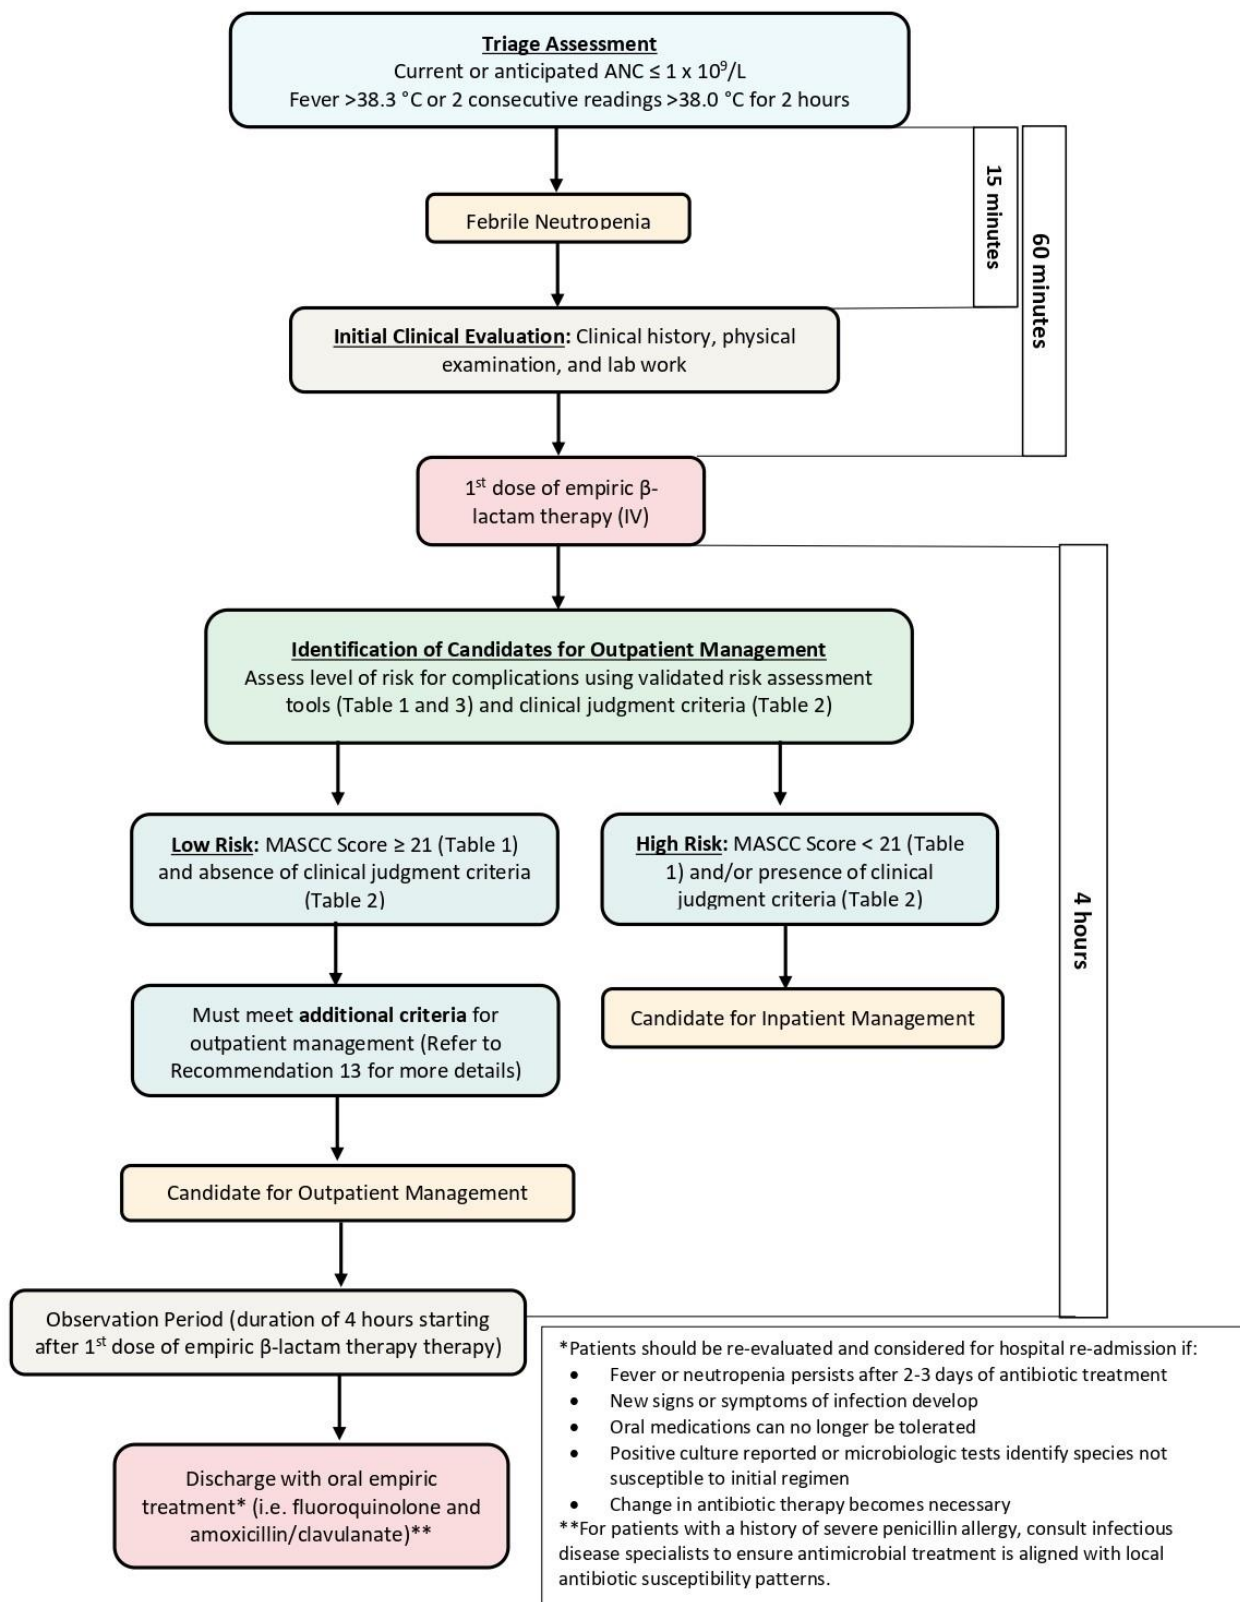 Triage Assessment
Current or anticipated ANC ≤ 1 x 10⁹/L
Fever >38.3 °C or 2 consecutive readings >38.0 °C for 2 hours
15 minutes
60 minutes
Febrile Neutropenia
Initial Clinical Evaluation: Clinical history, physical
examination, and lab work
1st dose of empiric β-
lactam therapy (IV)
Identification of Candidates for Outpatient Management
Assess level of risk for complications using validated risk assessment
tools (Table 1 and 3) and clinical judgment criteria (Table 2)
Low Risk: MASCC Score ≥ 21 (Table 1)
and absence of clinical judgment criteria
(Table 2)
High Risk: MASCC Score < 21 (Table
1) and/or presence of clinical
judgment criteria (Table 2)
4 hours
Must meet additional criteria for
outpatient management (Refer to
Recommendation 13 for more details)
Candidate for Inpatient Management
Candidate for Outpatient Management
Observation Period (duration of 4 hours starting
after 1st dose of empiric β-lactam therapy therapy)
Discharge with oral empiric
treatment* (i.e. fluoroquinolone and
amoxicillin/clavulanate)**
*Patients should be re-evaluated and considered for hospital re-admission if:
• Fever or neutropenia persists after 2-3 days of antibiotic treatment
• New signs or symptoms of infection develop
• Oral medications can no longer be tolerated
• Positive culture reported or microbiologic tests identify species not
susceptible to initial regimen
• Change in antibiotic therapy becomes necessary
**For patients with a history of severe penicillin allergy, consult infectious
disease specialists to ensure antimicrobial treatment is aligned with local
antibiotic susceptibility patterns.